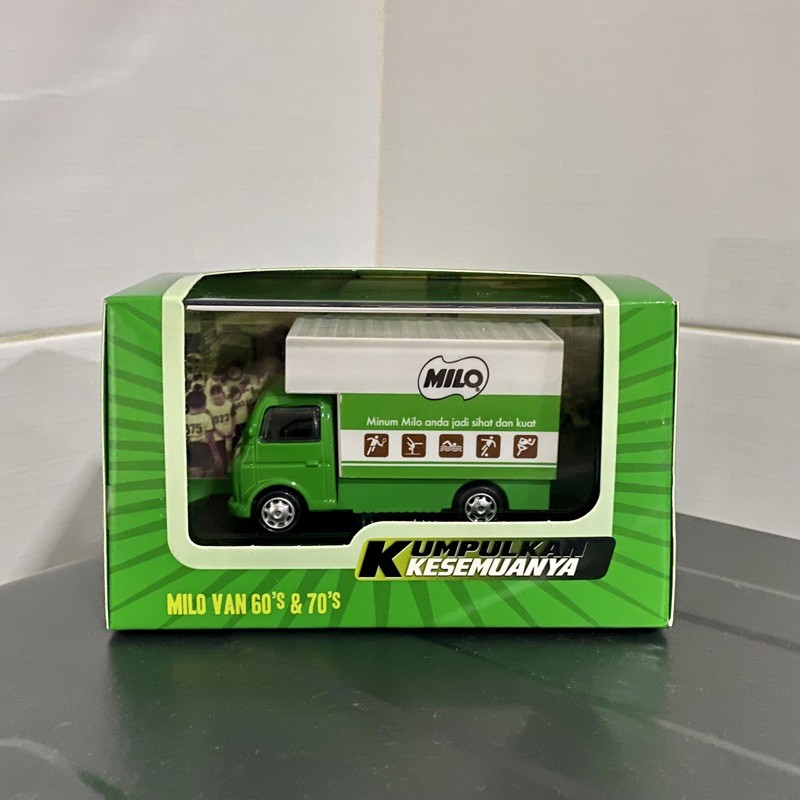 MILO
Minum Milo anda jadi sihat dan kuat
KUMPULKAN
KESEMUANYA
MILO VAN 60'S & 70'S